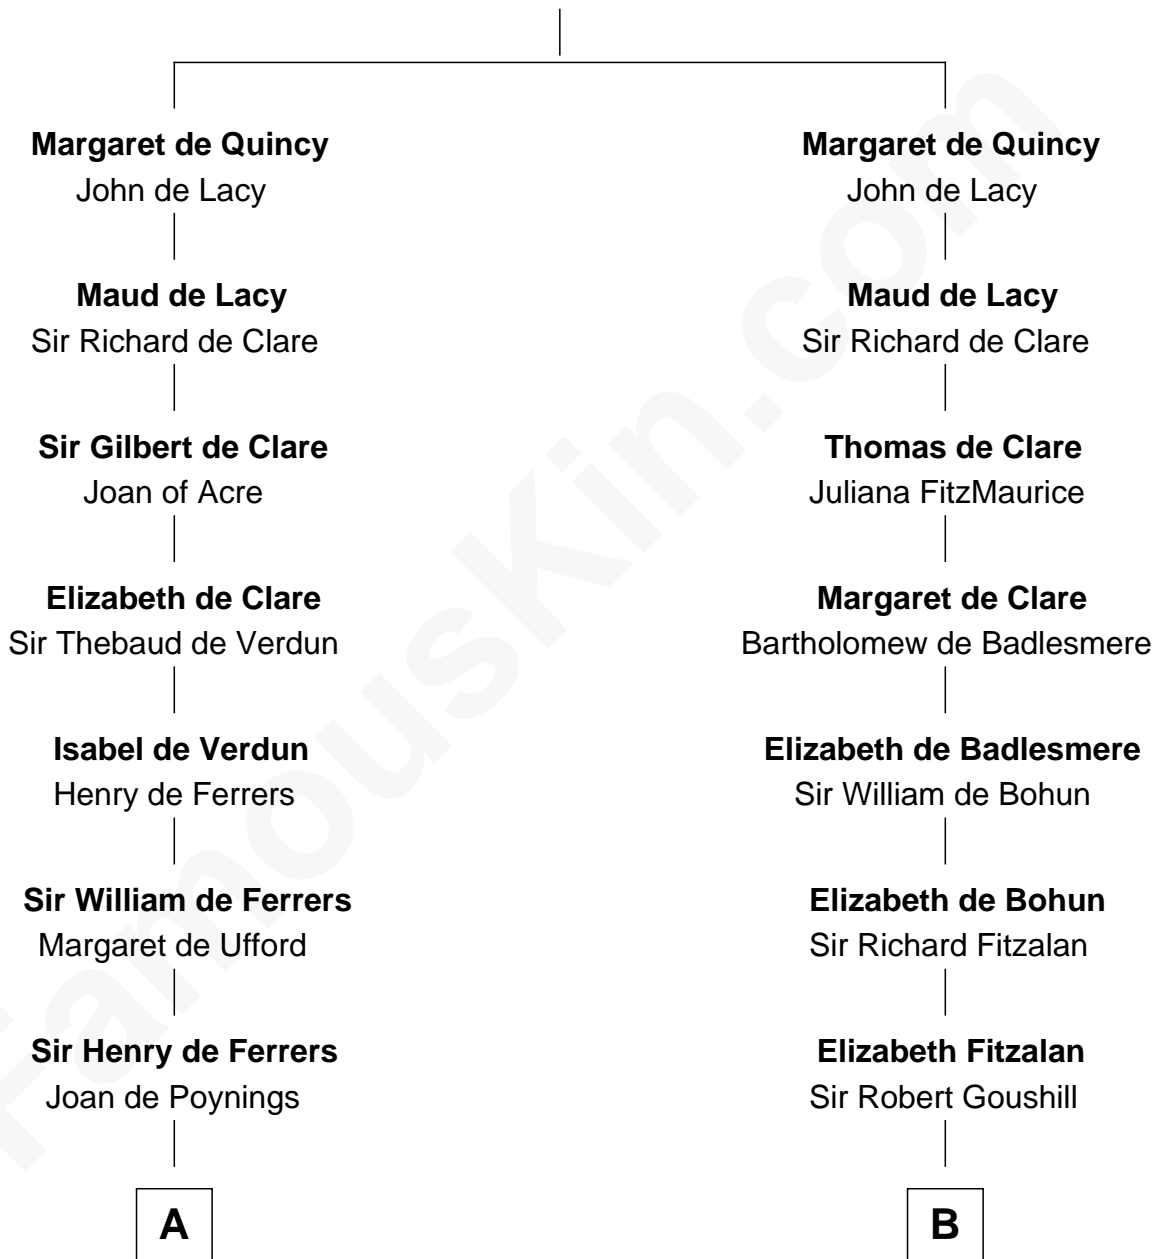 Margaret de Quincy
John de Lacy
Maud de Lacy
Sir Richard de Clare
Sir Gilbert de Clare
Joan of Acre
Elizabeth de Clare
Sir Thebaud de Verdun
Isabel de Verdun
Henry de Ferrers
Sir William de Ferrers
Margaret de Ufford
Sir Henry de Ferrers
Joan de Poynings
A
Margaret de Quincy
John de Lacy
Maud de Lacy
Sir Richard de Clare
Thomas de Clare
Juliana FitzMaurice
Margaret de Clare
Bartholomew de Badlesmere
Elizabeth de Badlesmere
Sir William de Bohun
Elizabeth de Bohun
Sir Richard Fitzalan
Elizabeth Fitzalan
Sir Robert Goushill
B
FamousKin.com